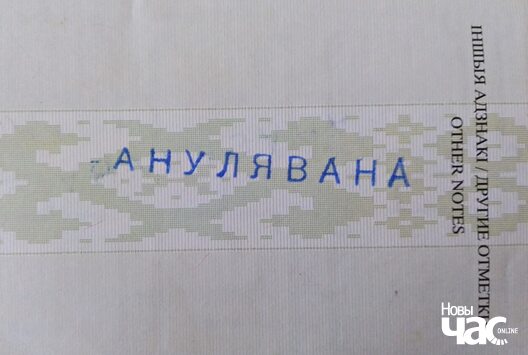 АНУЛЯВАНА
ІНШЫЯ АДЗНАКІ / ДРУГИЕ ОТМЕТКИ
OTHER NOTES
Новы
Час
ONLINE